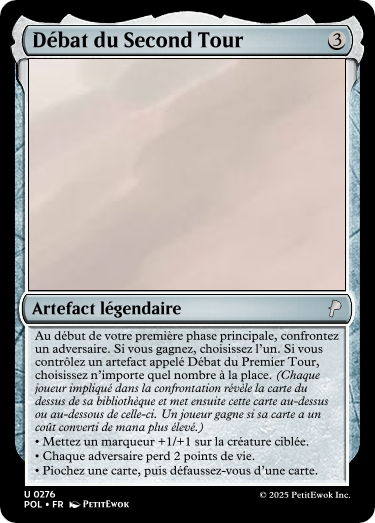 Débat du Second Tour
3
Artefact légendaire
Au début de votre première phase principale, confrontez
un adversaire. Si vous gagnez, choisissez l'un. Si vous
contrôlez un artefact appelé Débat du Premier Tour,
choisissez n'importe quel nombre à la place. (Chaque
joueur impliqué dans la confrontation révèle la carte du
dessus de sa bibliothèque et met ensuite cette carte au-dessus
ou au-dessous de celle-ci. Un joueur gagne si sa carte a un
coût converti de mana plus élevé.)
• Mettez un marqueur +1/+1 sur la créature ciblée.
• Chaque adversaire perd 2 points de vie.
• Piochez une carte, puis défaussez-vous d'une carte.
U 0276
© 2025 PetitEwok Inc.
POL • FR PetitEwok